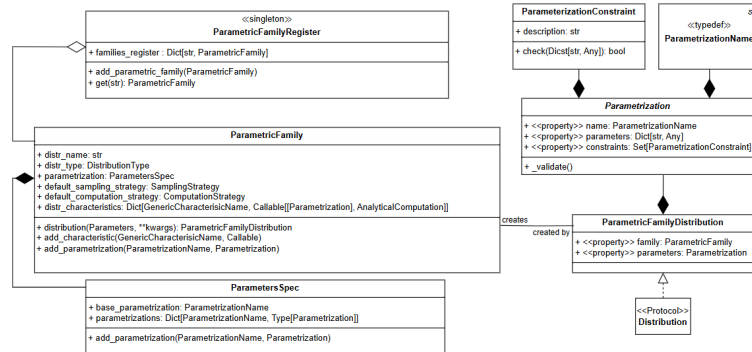 «singleton»
ParametricFamilyRegister
+ families_register : Dict[str, ParametricFamily]
+ add_parametric_family(ParametricFamily)
+ get(str): ParametricFamily
ParameterizationConstraint
+ description: str
+ check(Dicst[str, Any]): bool
s
«typedef»
ParametrizationName
Parametrization
+ <<property>> name: ParametrizationName
+ <<property>> parameters: Dict[str, Any]
+ <<property>> constraints: Set[ParametrizationConstraint]
+ _validate()
ParametricFamily
+ distr_name: str
+ distr_type: DistributionType
+ parametrization: ParametersSpec
+ default_sampling_strategy: SamplingStrategy
+ default_computation_strategy: ComputationStrategy
+ distr_characteristics: Dict[GenericCharacterisicName, Callable[[Parametrization], AnalyticalComputation]]
+ distribution(Parameters, **kwargs): ParametricFamilyDistribution
+ add_characteristic(GenericCharacterisicName, Callable)
+ add_parametrization(ParametrizationName, Parametrization)
creates
created by
ParametricFamilyDistribution
+ <<property>> family: ParametricFamily
+ <<property>> parameters: Parametrization
<<Protocol>>
Distribution
ParametersSpec
+ base_parametrization: ParametrizationName
+ parametrizations: Dict[ParametrizationName, Type[Parametrization]]
+ add_parametrization(ParametrizationName, Parametrization)